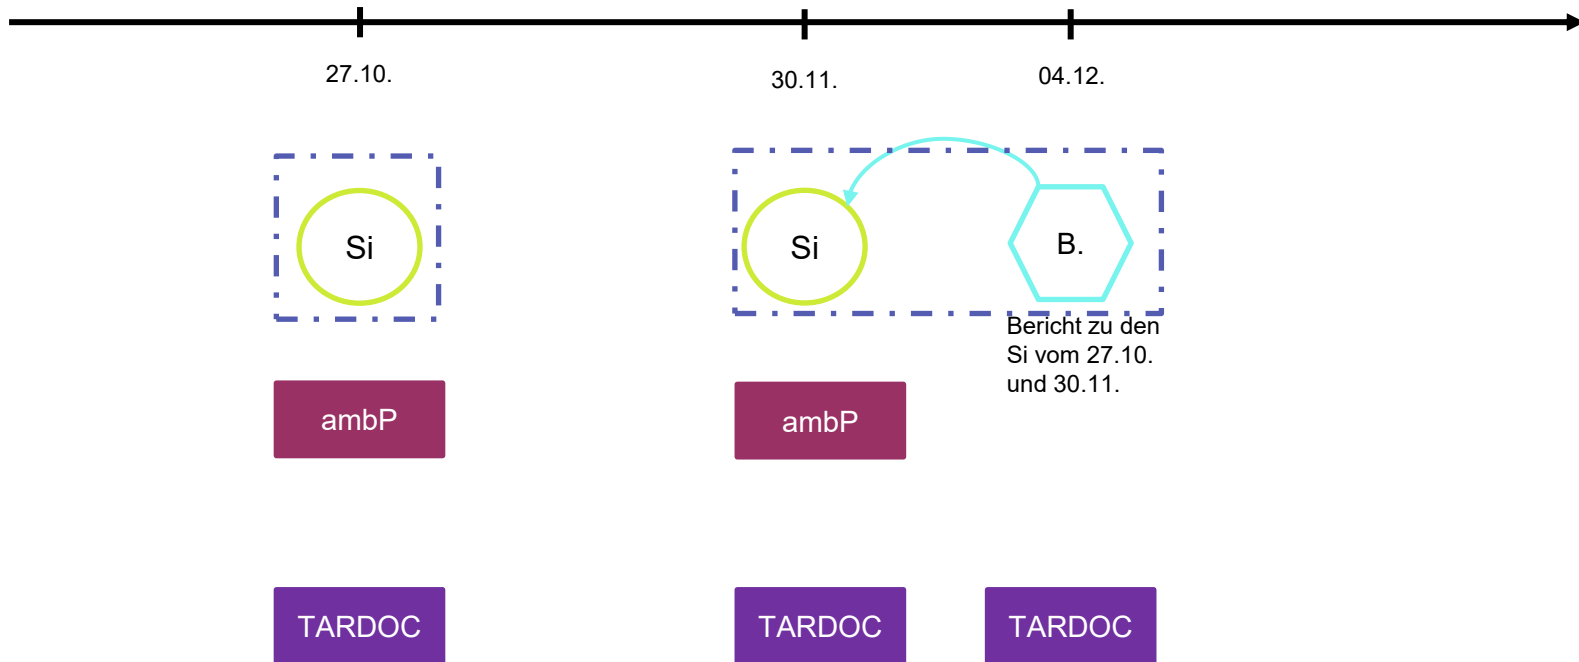 27.10.
30.11.
04.12.
Si
Si
B.
Bericht zu den
Si vom 27.10.
und 30.11.
ambP
ambP
TARDOC
TARDOC
TARDOC